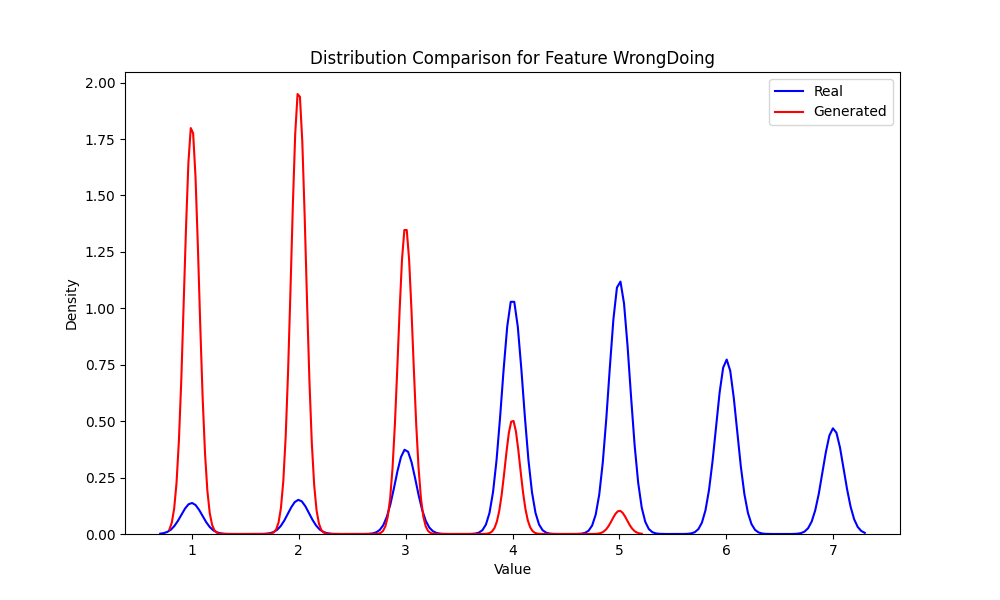 Distribution Comparison for Feature WrongDoing
Real
Generated
2.00
1.75
1.50
1.25
1.00
0.75
0.50
0.25
0.00
Density
1 2 3 4 5 6 7
Value